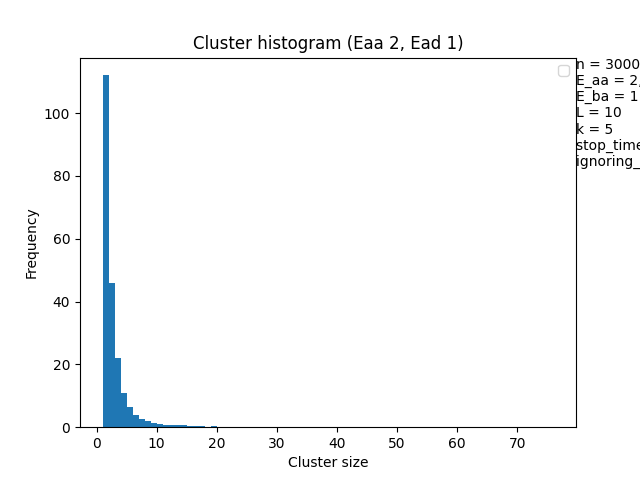 Cluster histogram (Eaa 2, Ead 1)
n = 3000
E_aa = 2,
E_ba = 1
L = 10
k = 5
stop_time
ignoring_
Frequency
100
80
60
40
20
0
0 10 20 30 40 50 60 70
Cluster size